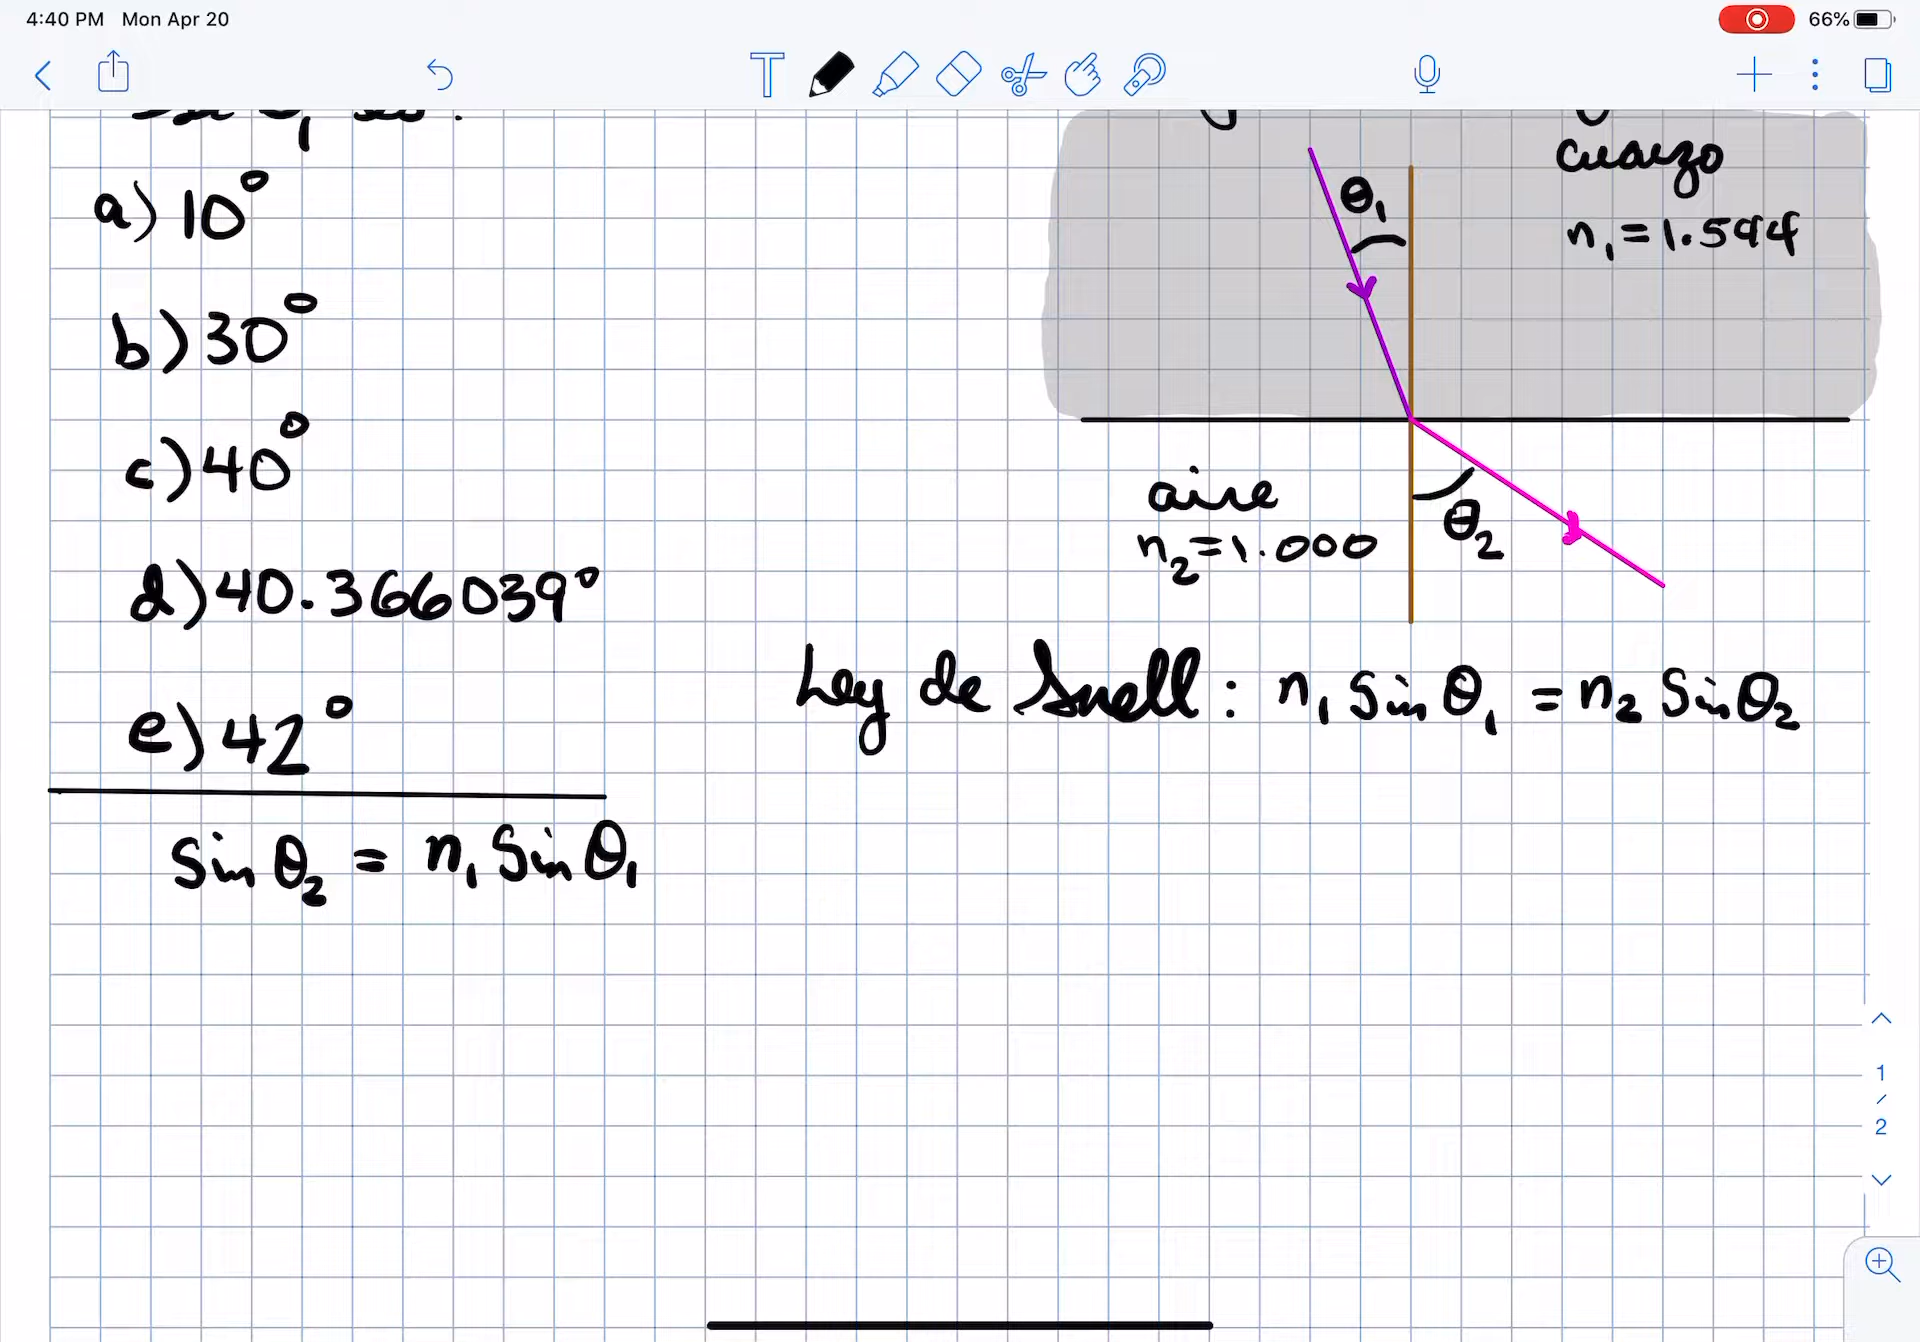 4:40 PM Mon Apr 20
66%
cuarzo
n₁ = 1.544
θ₁
a) 10°
b) 30°
c) 40°
d) 40.366039°
e) 42°
aire
n₂ = 1.000
θ₂
Ley de Snell : n₁ Sin θ₁ = n₂ Sin θ₂
Sin θ₂ = n₁ Sin θ₁
1
/
2